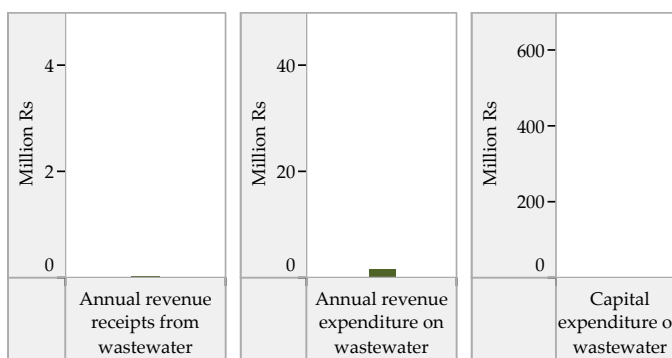 4
2
0
Million Rs
Annual revenue
receipts from
wastewater
40
20
0
Million Rs
Annual revenue
expenditure on
wastewater
600
400
200
0
Million Rs
Capital
expenditure o
wastewater